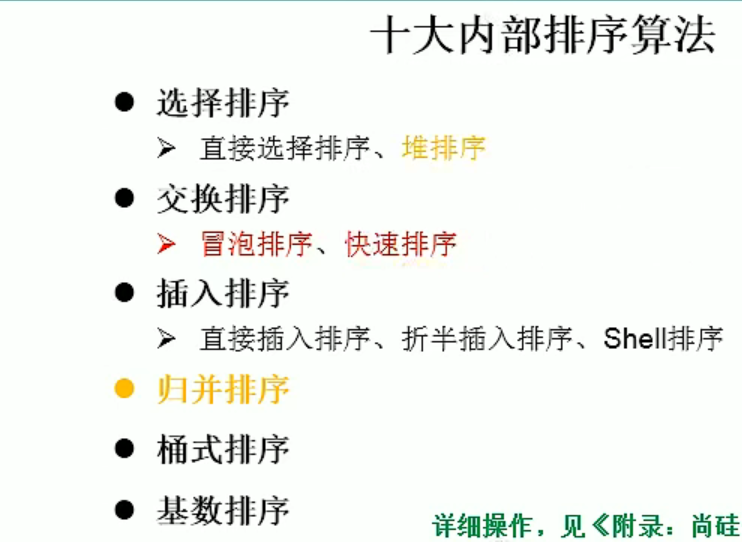 十大内部排序算法
选择排序
直接选择排序、堆排序
交换排序
冒泡排序、快速排序
插入排序
直接插入排序、折半插入排序、Shell排序
归并排序
桶式排序
基数排序
详细操作，见《附录：尚硅